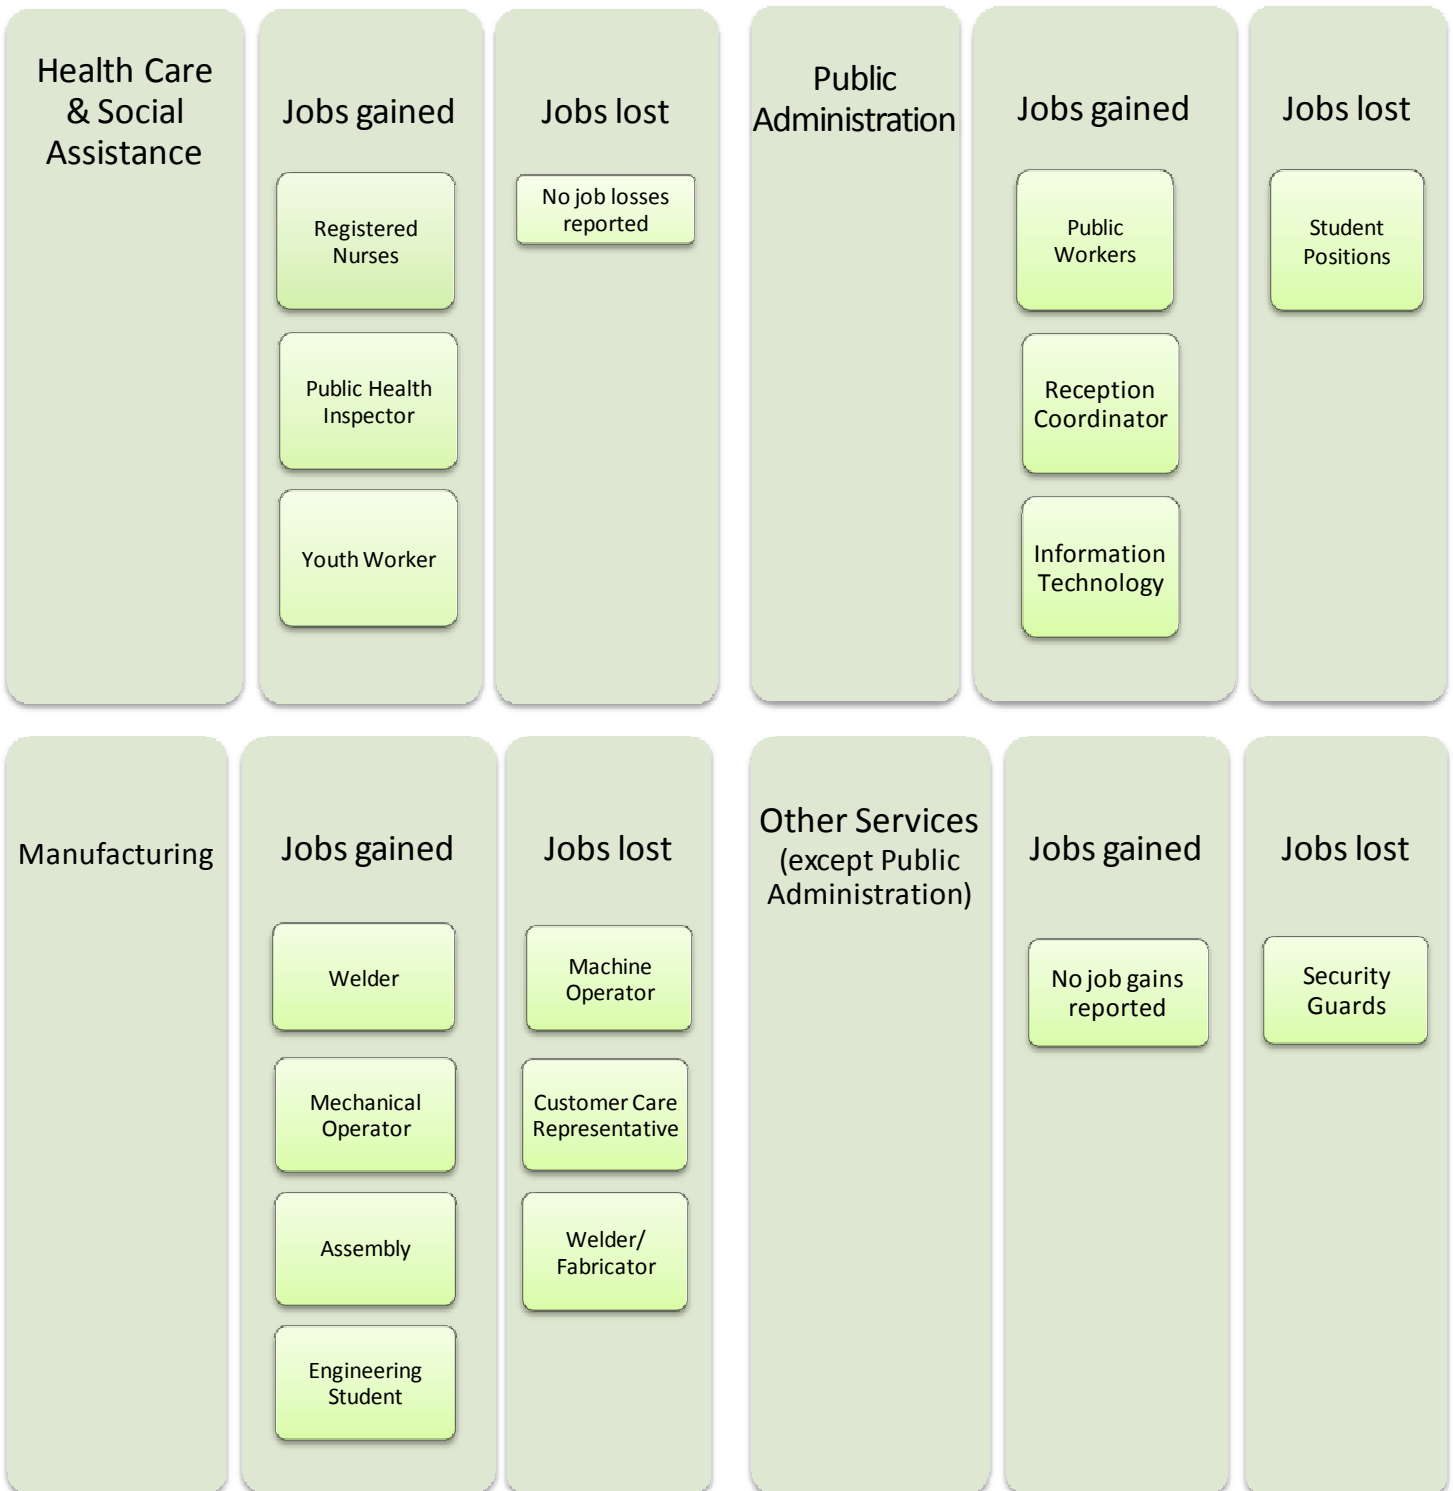 Health Care
& Social
Assistance
Jobs gained
Registered
Nurses
Public Health
Inspector
Youth Worker
Jobs lost
No job losses
reported
Public
Administration
Jobs gained
Public
Workers
Reception
Coordinator
Information
Technology
Jobs lost
Student
Positions
Manufacturing
Jobs gained
Welder
Mechanical
Operator
Assembly
Engineering
Student
Jobs lost
Machine
Operator
Customer Care
Representative
Welder/
Fabricator
Other Services
(except Public
Administration)
Jobs gained
No job gains
reported
Jobs lost
Security
Guards